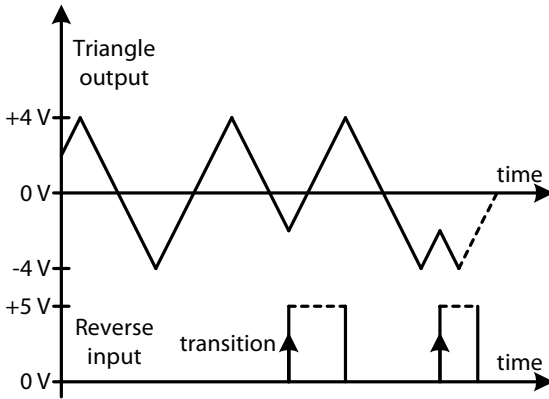 Triangle
output
+4 V
0 V
time
-4 V
+5 V
Reverse
input
transition
time
0 V